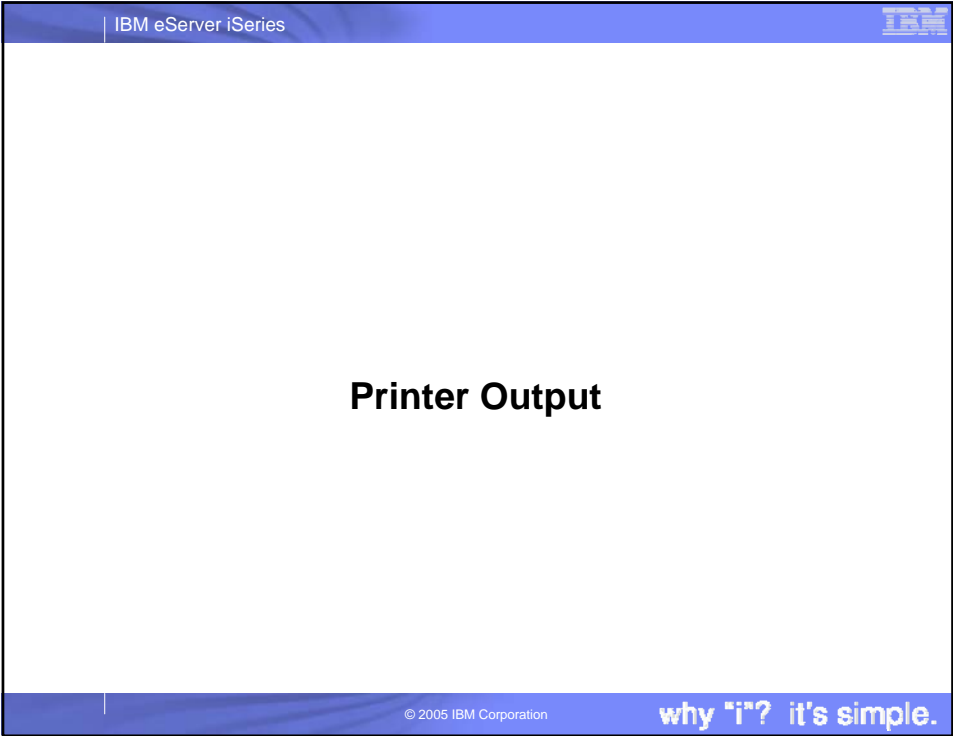 IBM eServer iSeries
IBM
Printer Output
© 2005 IBM Corporation
why "i"? it's simple.